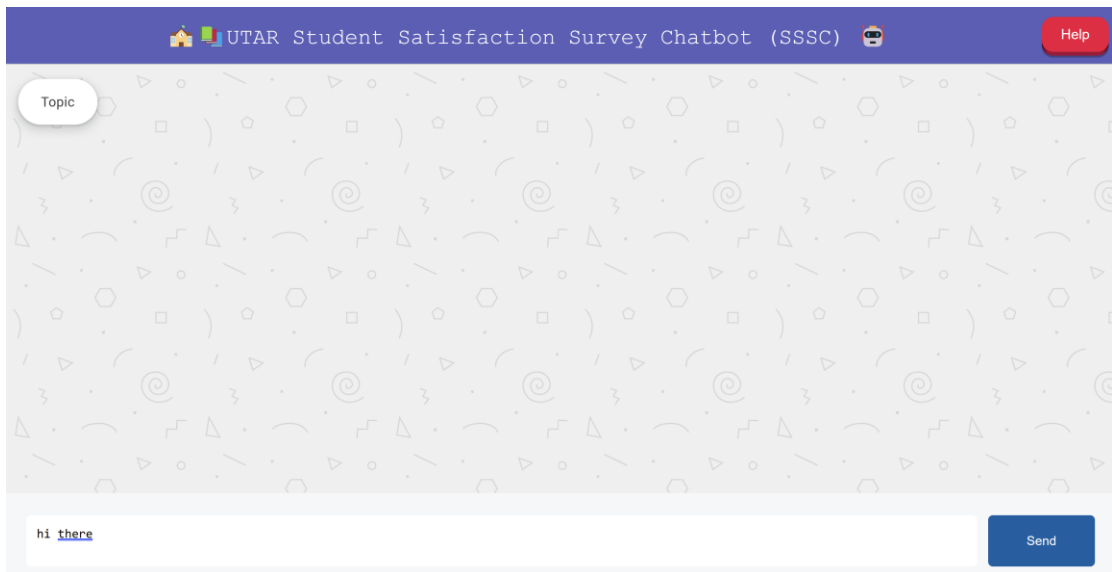 UTAR Student Satisfaction Survey Chatbot (SSSC)
Help
Topic
hi there
Send